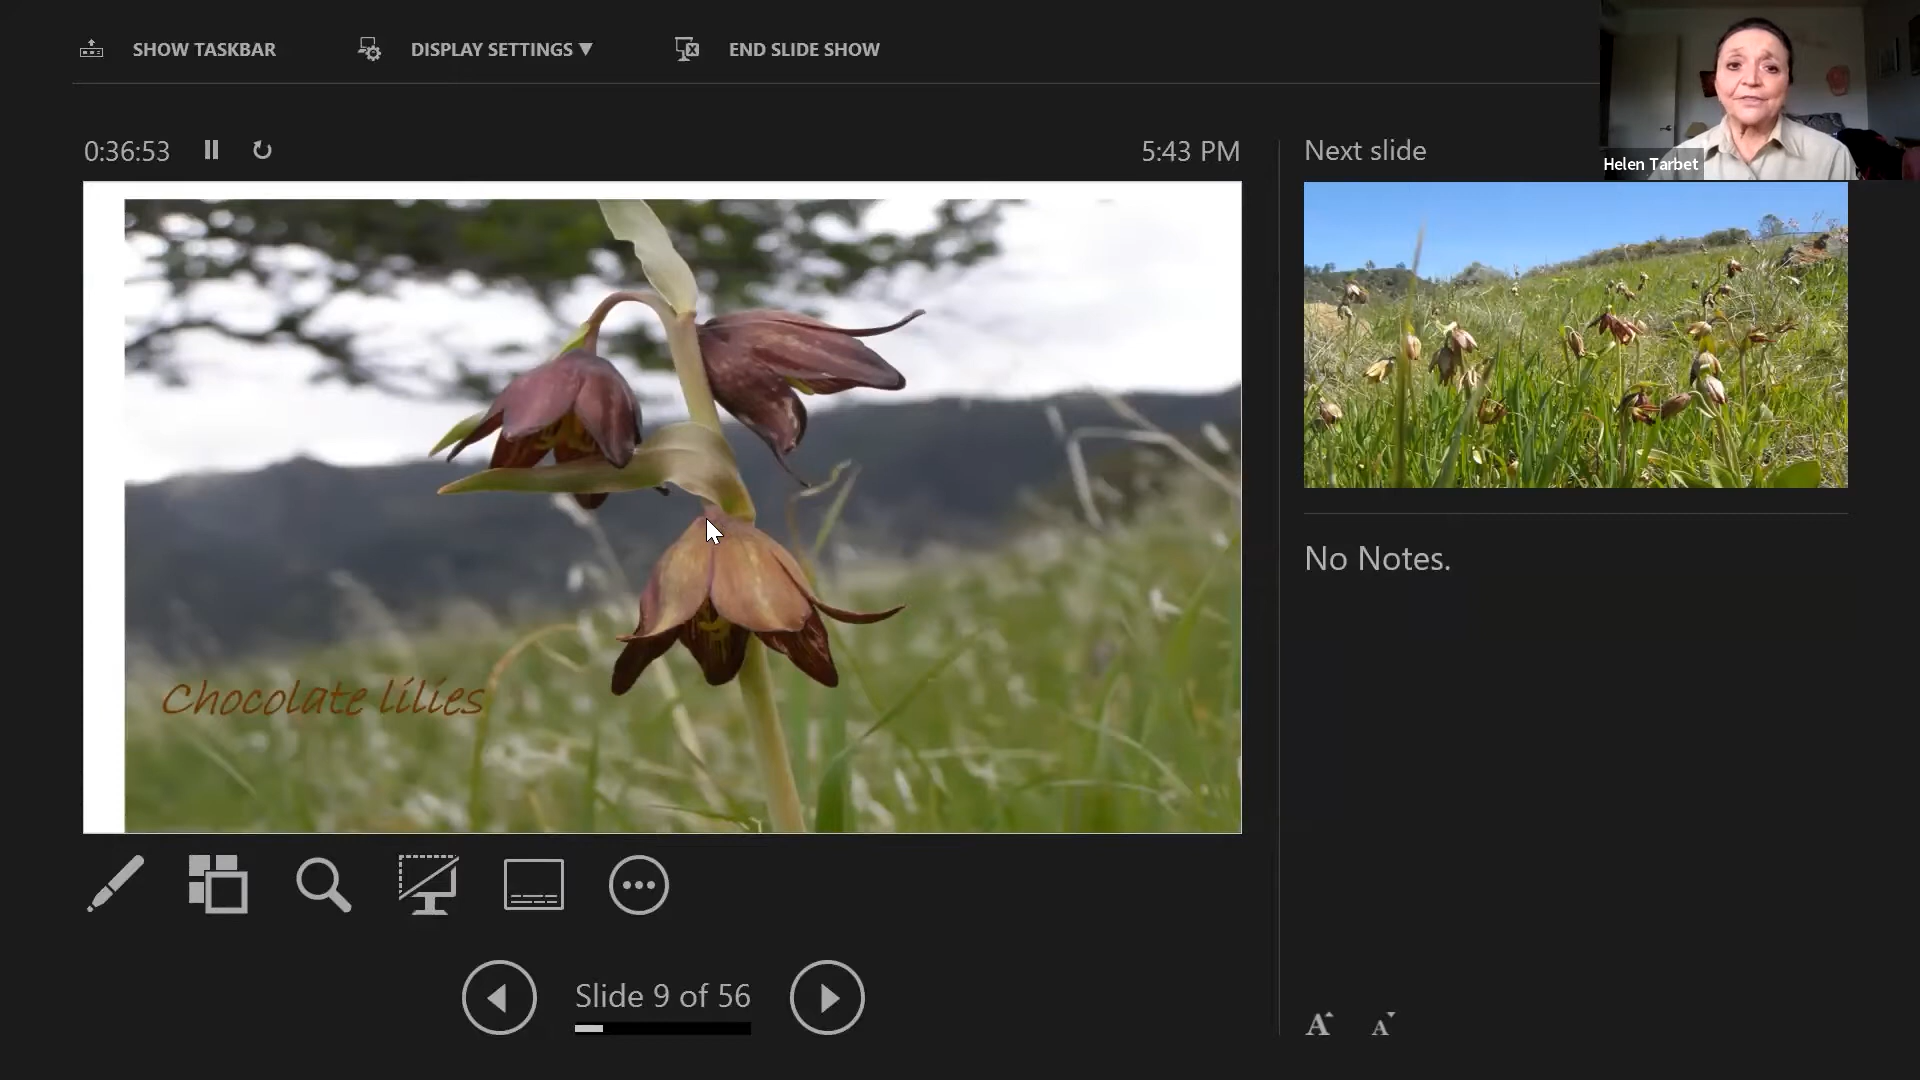 SHOW TASKBAR
DISPLAY SETTINGS ▼
END SLIDE SHOW
Helen Tarbet
0:36:53
5:43 PM
Next slide
Chocolate lilies
No Notes.
Slide 9 of 56
A A